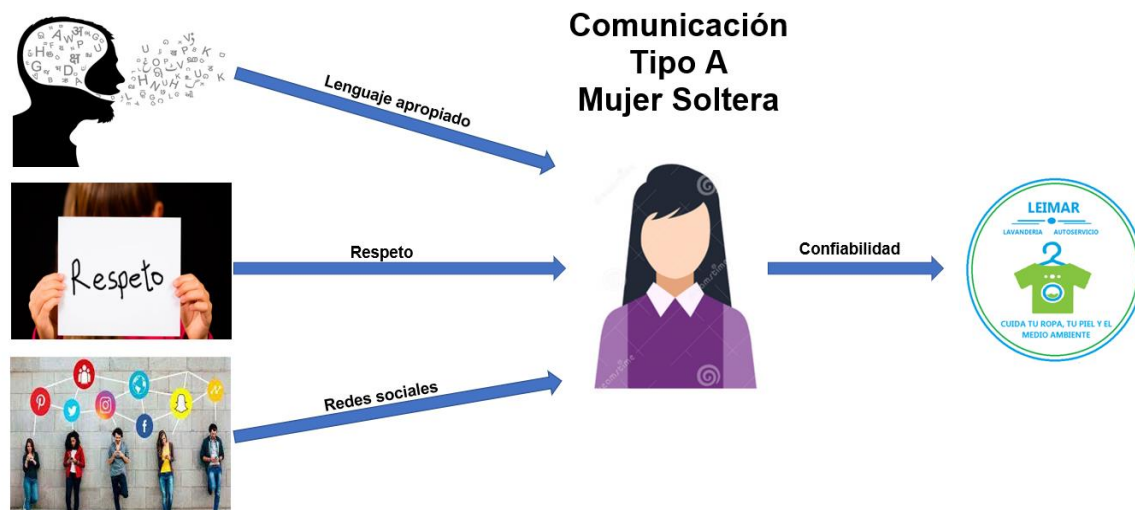 Comunicación
Tipo A
Mujer Soltera
Lenguaje apropiado
Respeto
Respeto
Redes sociales
Confiabilidad
LEIMAR
LAVANDERIA AUTOSERVICIO
CUIDA TU ROPA, TU PIEL Y EL
MEDIO AMBIENTE